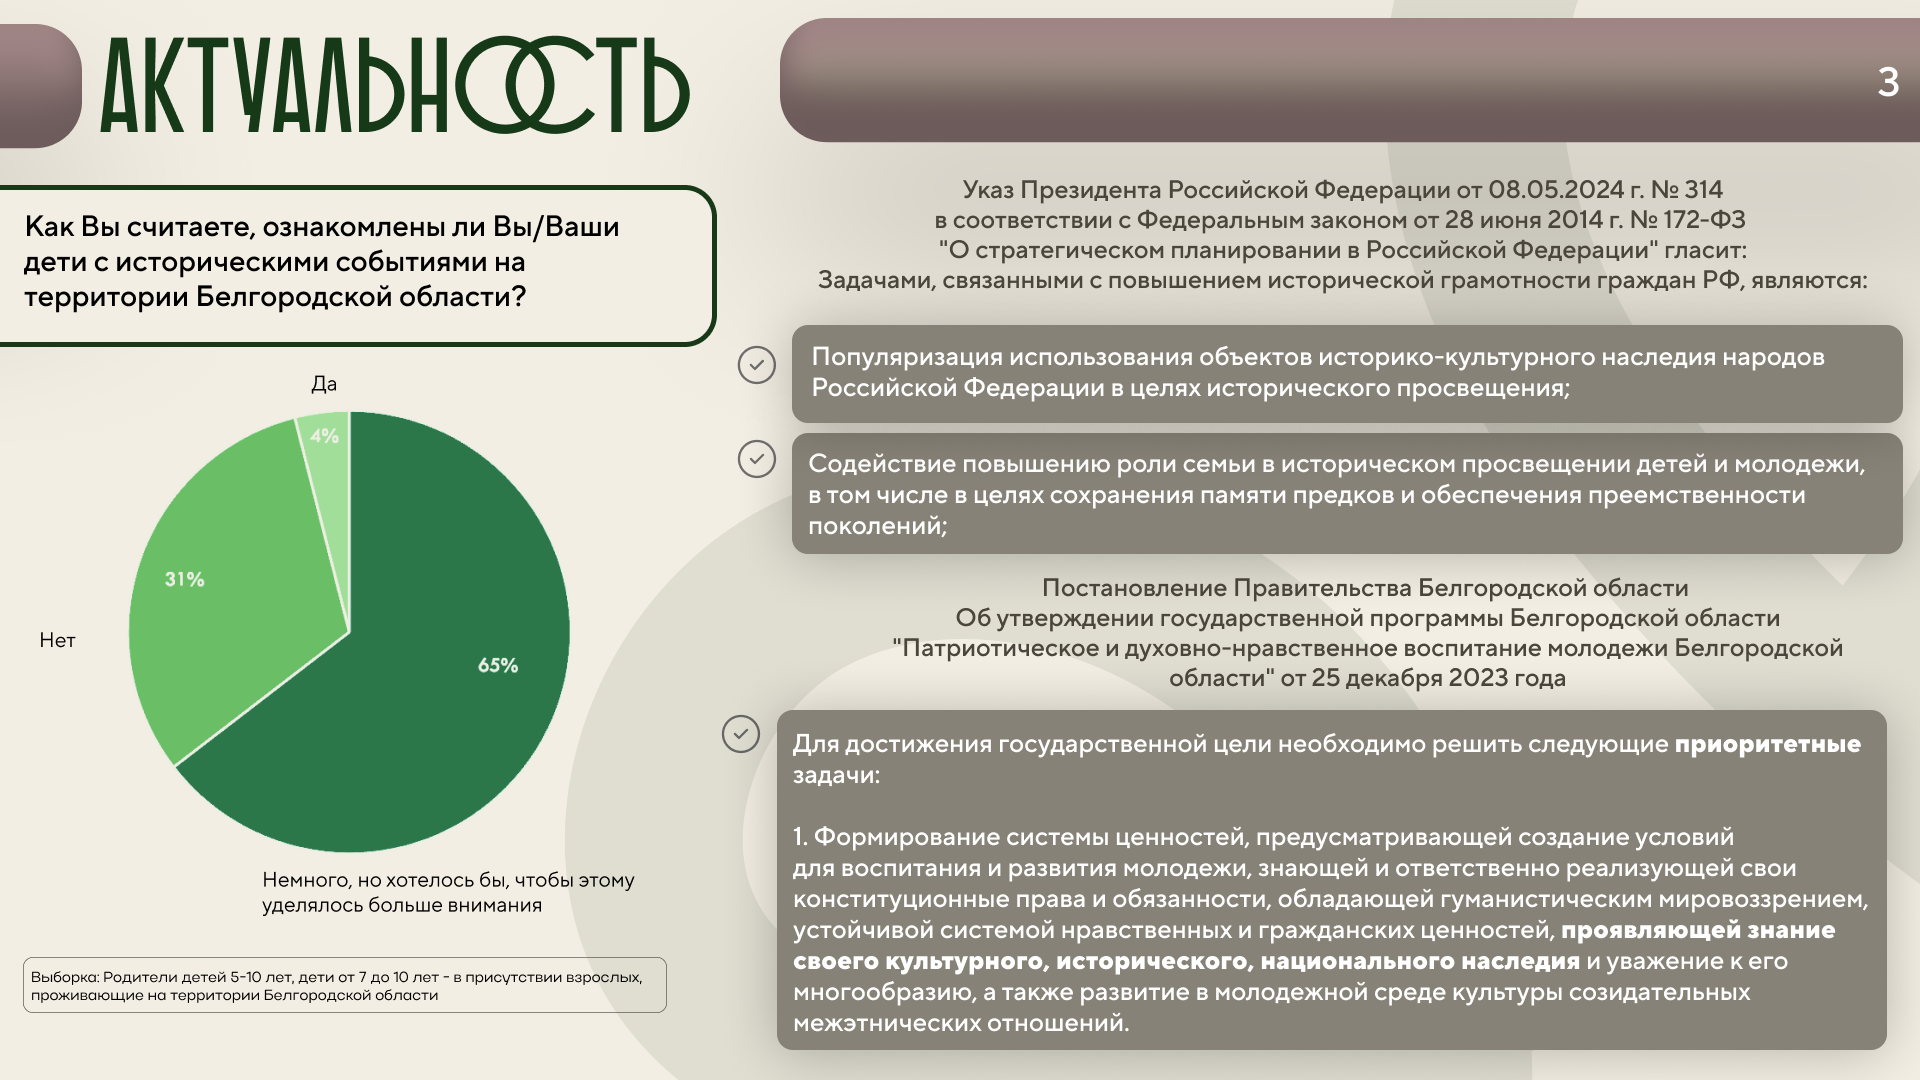 АКТУАЛЬНОСТЬ
3
Как Вы считаете, ознакомлены ли Вы/Ваши
дети с историческими событиями на
территории Белгородской области?
Да
4%
31%
Нет
65%
Немного, но хотелось бы, чтобы этому
уделялось больше внимания
Выборка: Родители детей 5-10 лет, дети от 7 до 10 лет - в присутствии взрослых,
проживающие на территории Белгородской области
Указ Президента Российской Федерации от 08.05.2024 г. № 314
в соответствии с Федеральным законом от 28 июня 2014 г. № 172-ФЗ
"О стратегическом планировании в Российской Федерации" гласит:
Задачами, связанными с повышением исторической грамотности граждан РФ, являются:
Популяризация использования объектов историко-культурного наследия народов
Российской Федерации в целях исторического просвещения;
Содействие повышению роли семьи в историческом просвещении детей и молодежи,
в том числе в целях сохранения памяти предков и обеспечения преемственности
поколений;
Постановление Правительства Белгородской области
Об утверждении государственной программы Белгородской области
"Патриотическое и духовно-нравственное воспитание молодежи Белгородской
области" от 25 декабря 2023 года
Для достижения государственной цели необходимо решить следующие приоритетные
задачи:
1. Формирование системы ценностей, предусматривающей создание условий
для воспитания и развития молодежи, знающей и ответственно реализующей свои
конституционные права и обязанности, обладающей гуманистическим мировоззрением,
устойчивой системой нравственных и гражданских ценностей, проявляющей знание
своего культурного, исторического, национального наследия и уважение к его
многообразию, а также развитие в молодежной среде культуры созидательных
межэтнических отношений.